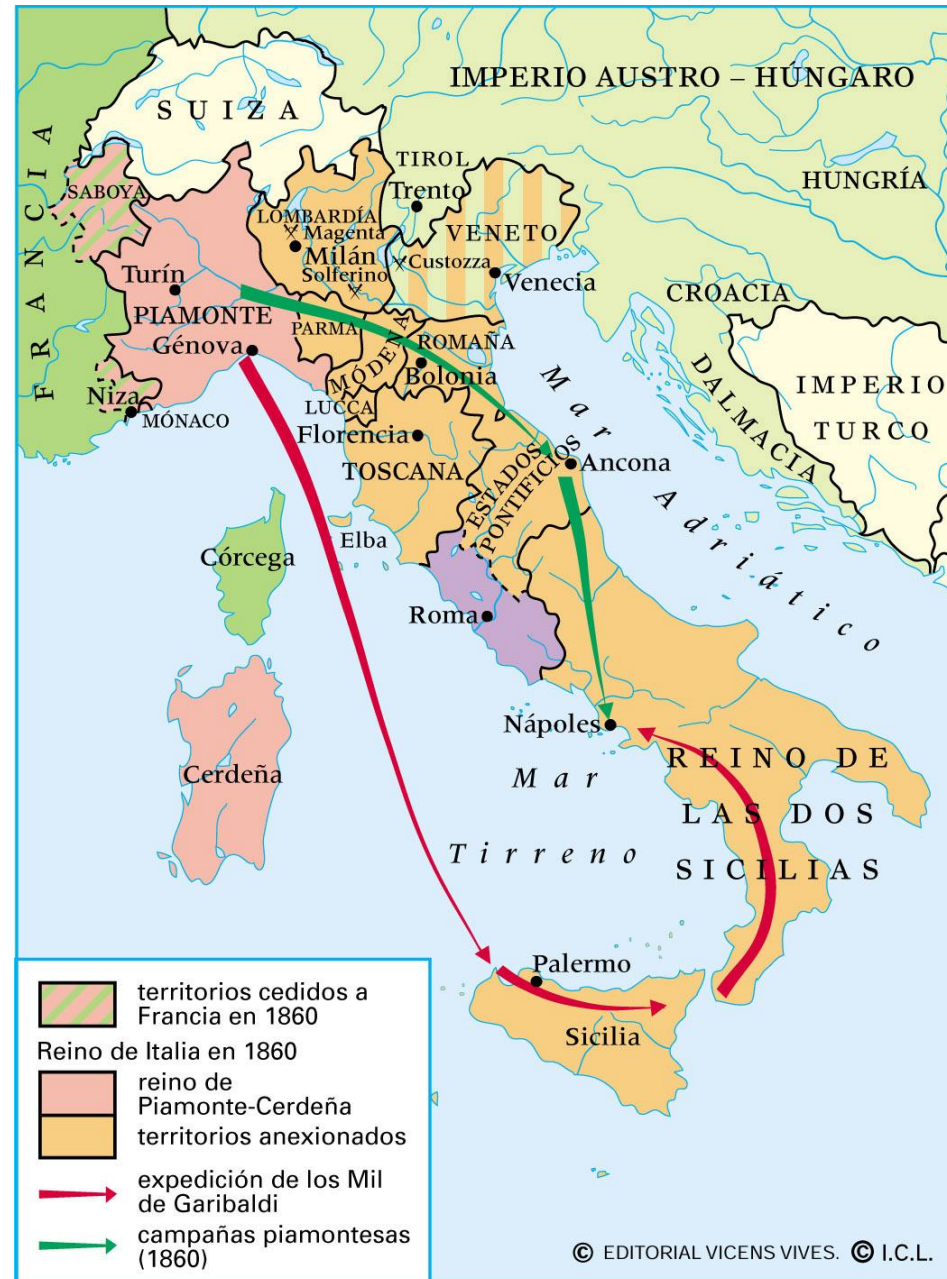 IMPERIO AUSTRO – HÚNGARO
SUIZA
FRANCIA
TIROL
Trento
HUNGRÍA
SABOYA
LOMBARDÍA
Magenta
Milán
Solferino
VENETO
Custozza
Venecia
Turín
PIAMONTE
Génova
PARMA
MÓDENA
ROMAÑA
Bolonia
CROACIA
DALMACIA
IMPERIO
TURCO
Niza
MÓNACO
LUCCA
Florencia
TOSCANA
ESTADOS
PONTIFICIOS
Ancona
Mar Adriático
Elba
Córcega
Roma
Cerdeña
Nápoles
Mar
Tirreno
REINO DE
LAS DOS
SICILIAS
Palermo
Sicilia
territorios cedidos a
Francia en 1860
Reino de Italia en 1860
reino de
Piamonte-Cerdeña
territorios anexionados
expedición de los Mil
de Garibaldi
campañas piamontesas
(1860)
© EDITORIAL VICENS VIVES. © I.C.L.